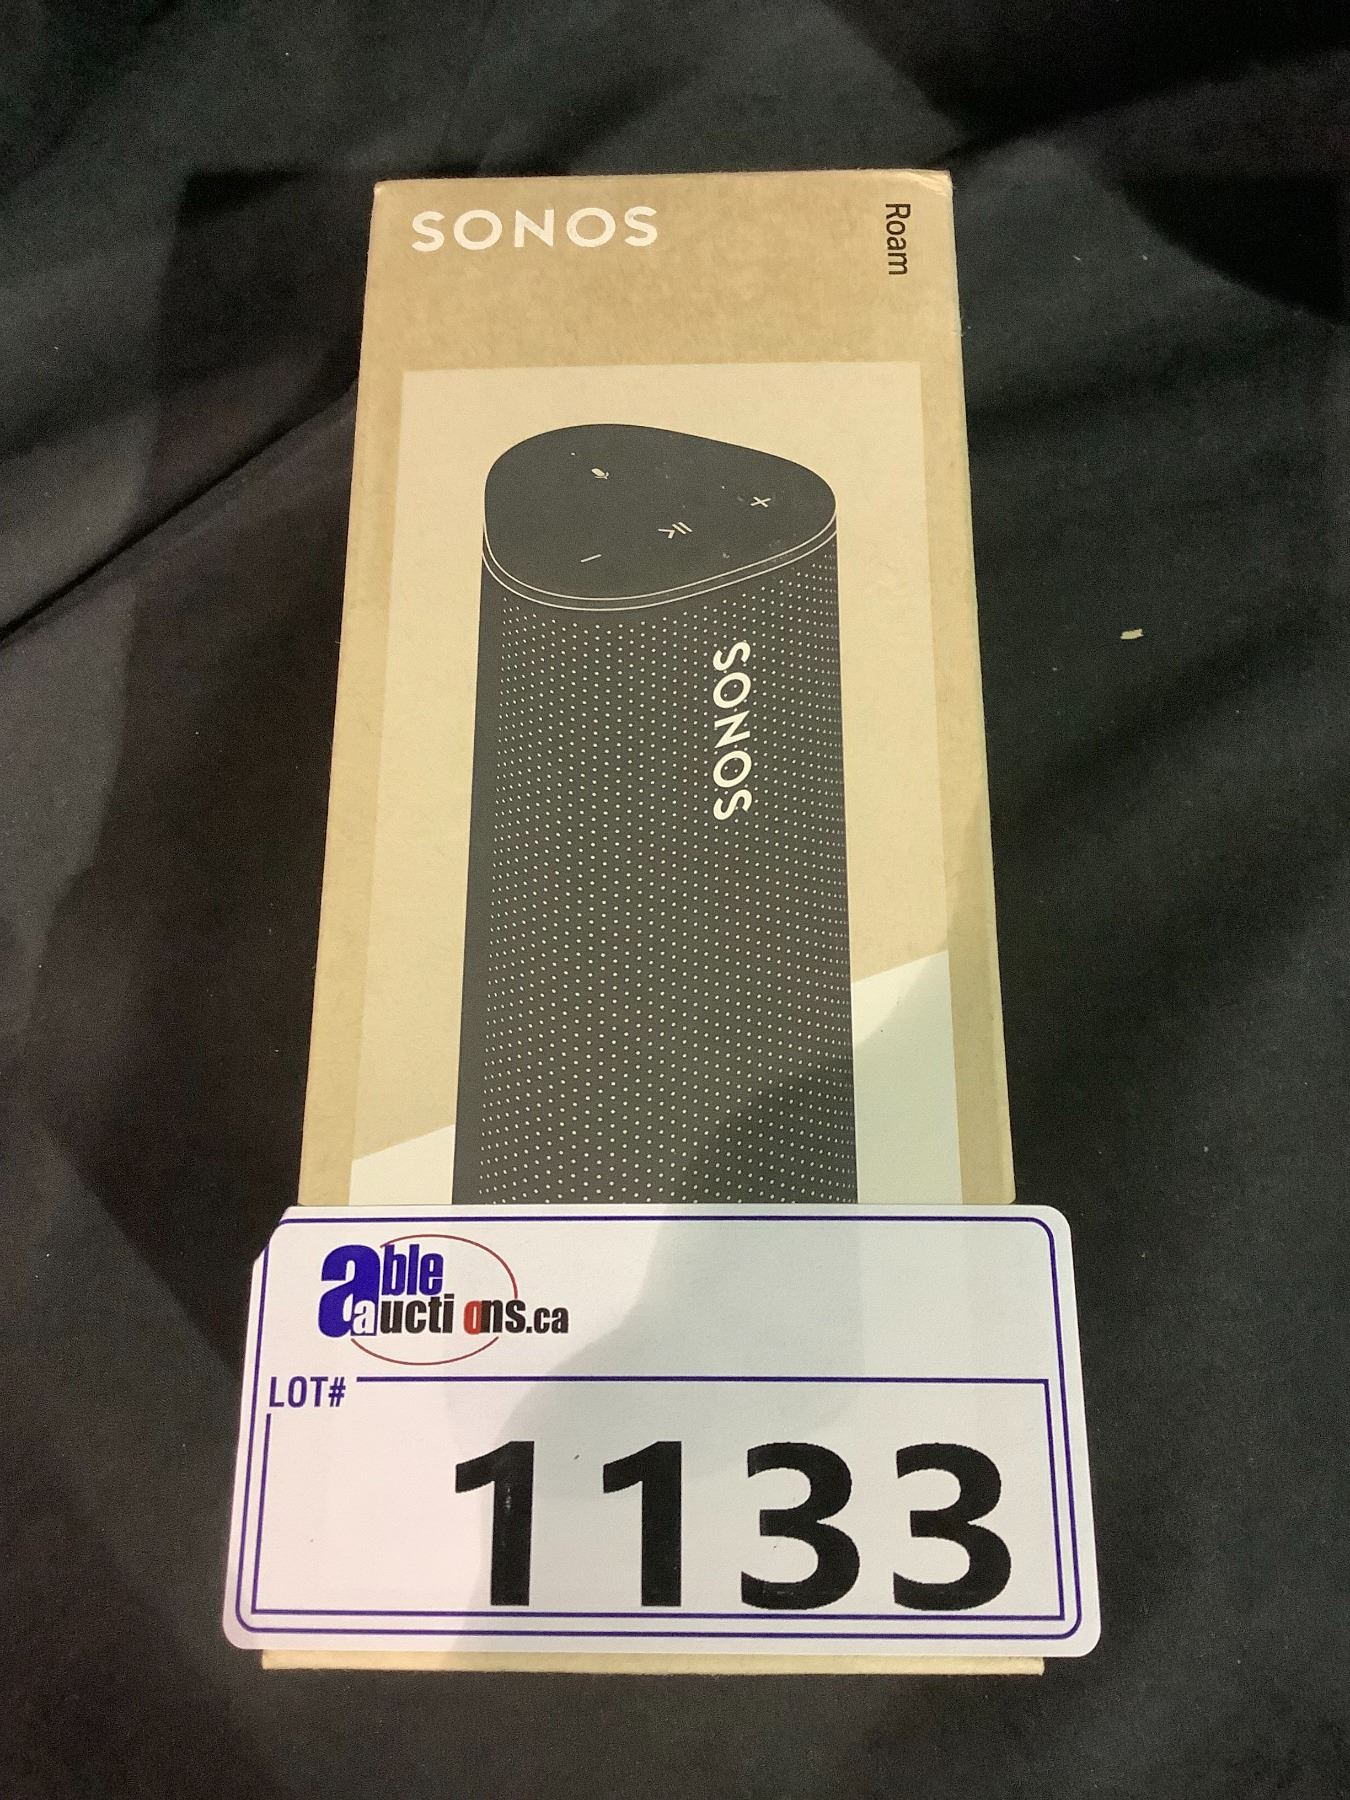 SONOS
Roam
SONOS
able
auctions.ca
LOT#
1133